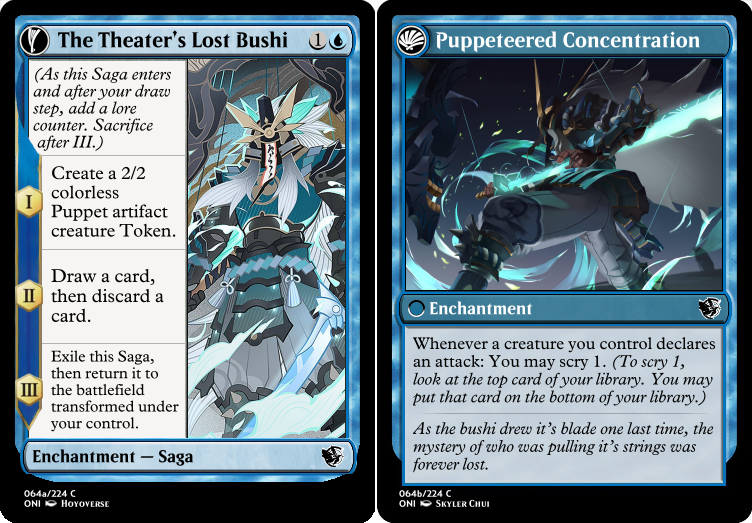 The Theater's Lost Bushi 1
(As this Saga enters
and after your draw
step, add a lore
counter. Sacrifice
after III.)
I
Create a 2/2
colorless
Puppet artifact
creature Token.
II
Draw a card,
then discard a
card.
III
Exile this Saga,
then return it to
the battlefield
transformed under
your control.
Enchantment — Saga
064a/224 C
ONI Hoyoverse
Puppeteered Concentration
Enchantment
Whenever a creature you control declares
an attack: You may scry 1. (To scry 1,
look at the top card of your library. You may
put that card on the bottom of your library.)
As the bushi drew it's blade one last time, the
mystery of who was pulling it's strings was
forever lost.
064b/224 C
ONI Skyler Chui